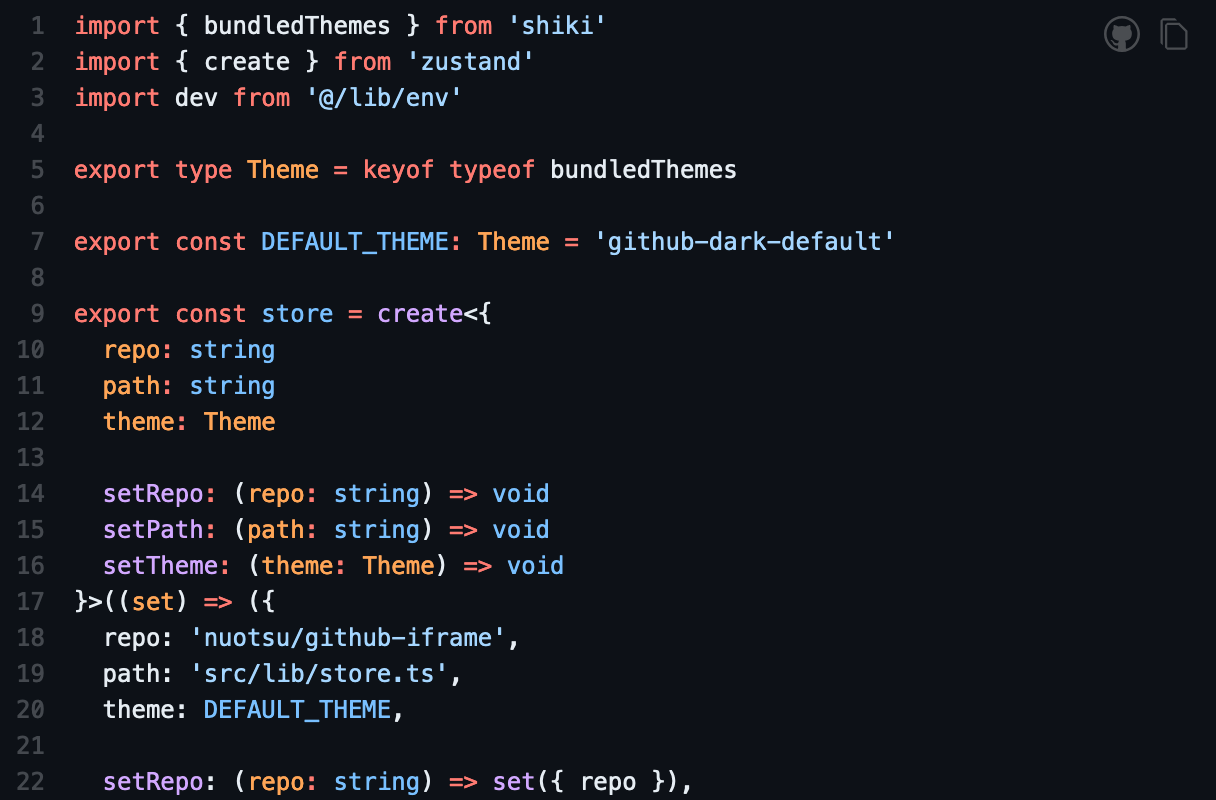 1 import { bundledThemes } from 'shiki'
2 import { create } from 'zustand'
3 import dev from '@/lib/env'
4
5 export type Theme = keyof typeof bundledThemes
6
7 export const DEFAULT_THEME: Theme = 'github-dark-default'
8
9 export const store = create<{
10   repo: string
11   path: string
12   theme: Theme
13
14   setRepo: (repo: string) => void
15   setPath: (path: string) => void
16   setTheme: (theme: Theme) => void
17 }>((set) => ({
18   repo: 'nuotsu/github-iframe',
19   path: 'src/lib/store.ts',
20   theme: DEFAULT_THEME,
21
22   setRepo: (repo: string) => set({ repo }),